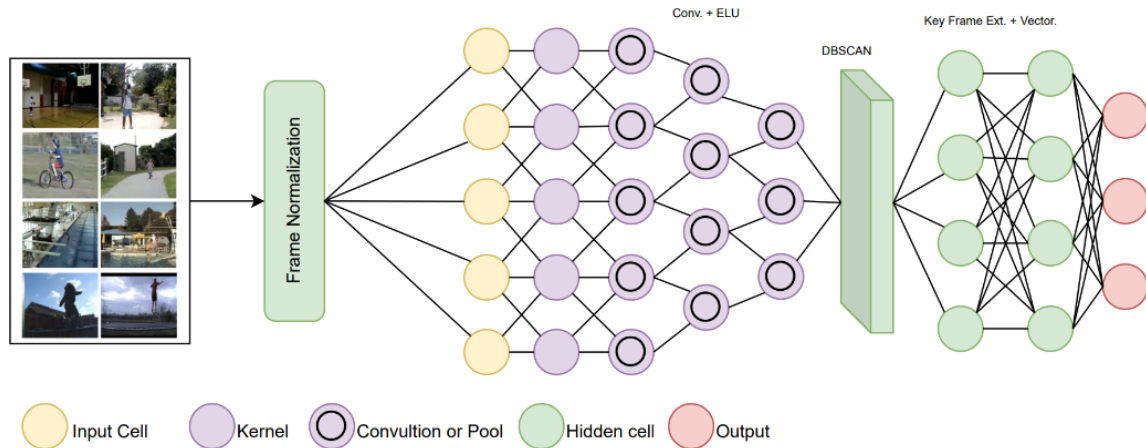 Conv. + ELU
Key Frame Ext. + Vector.
DBSCAN
Frame Normalization
Input Cell
Kernel
Convultion or Pool
Hidden cell
Output